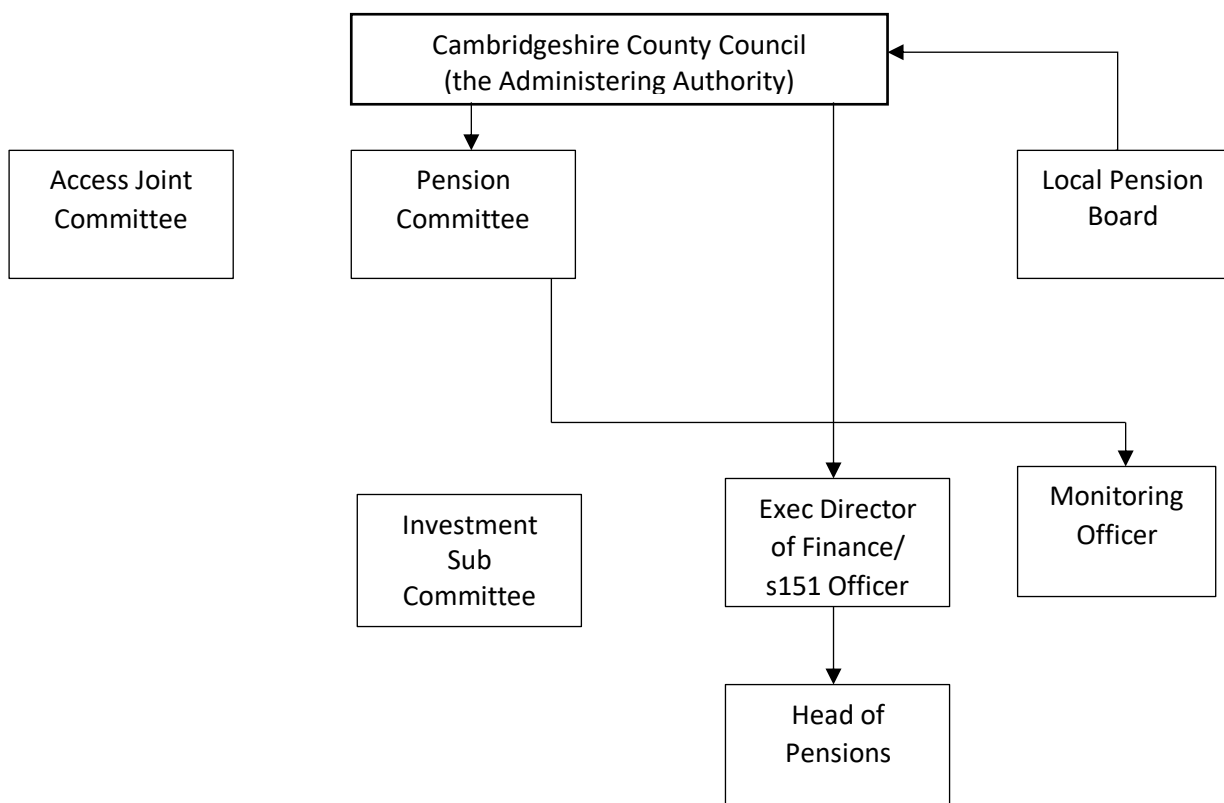 Cambridgeshire County Council
(the Administering Authority)
Access Joint
Committee
Pension
Committee
Local Pension
Board
Investment
Sub
Committee
Exec Director
of Finance/
s151 Officer
Monitoring
Officer
Head of
Pensions